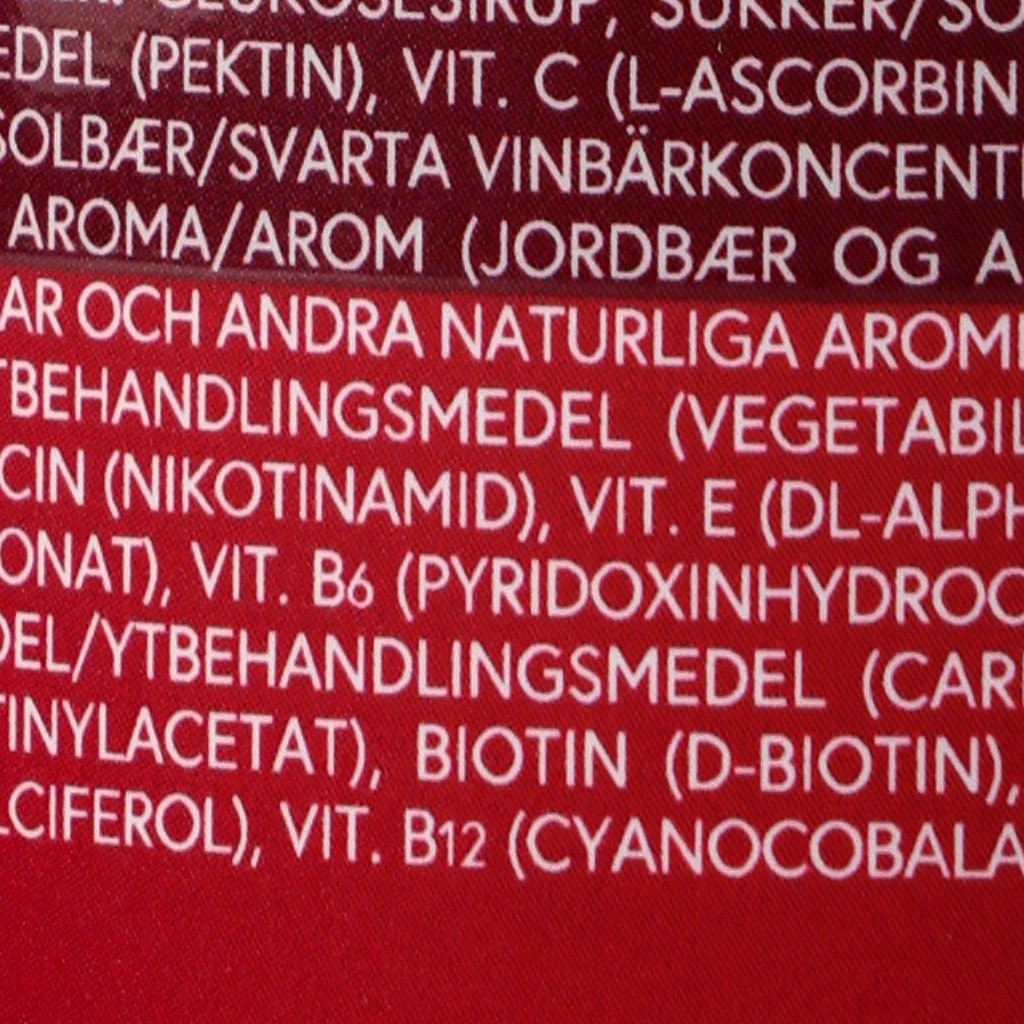 GLUKOSESIRUP, SUKKER/SO
EDEL (PEKTIN), VIT. C (L-ASCORBIN
SOLBÆR/SVARTA VINBÄRKONCENT
AROMA/AROM (JORDBÆR OG A
AR OCH ANDRA NATURLIGA AROM
TBEHANDLINGSMEDEL (VEGETABIL
CIN (NIKOTINAMID), VIT. E (DL-ALPH
ONAT), VIT. B6 (PYRIDOXINHYDROC
DEL/YTBEHANDLINGSMEDEL (CAR
TINYLACETAT), BIOTIN (D-BIOTIN),
LCIFEROL), VIT. B12 (CYANOCOBALA